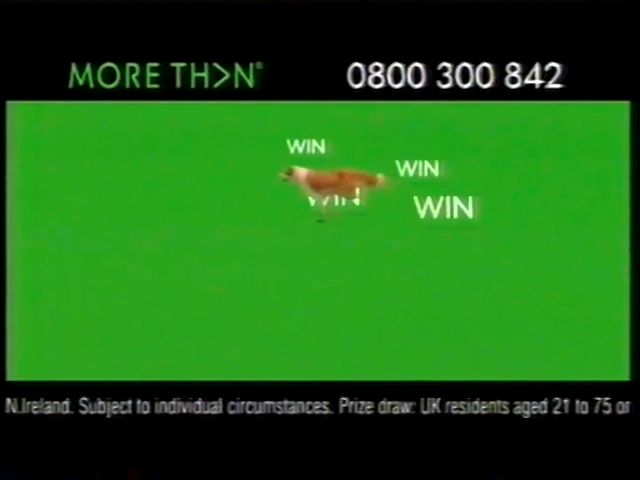 MORE TH>N® 0800 300 842
WIN
WIN
WIN
WIN
N.Ireland. Subject to individual circumstances. Prize draw: UK residents aged 21 to 75 or